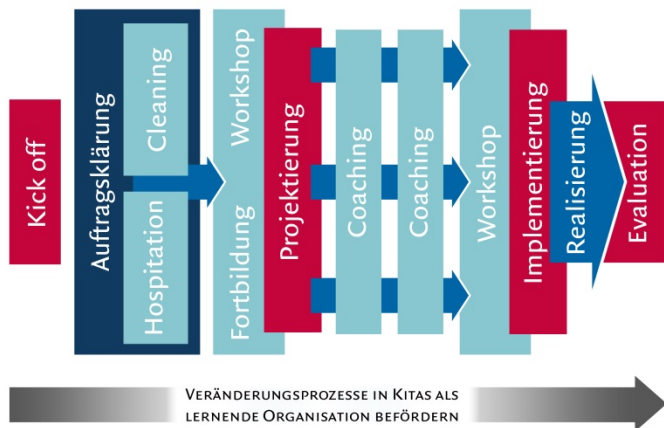 Kick off
Auftragsklärung
Cleaning
Hospitation
Workshop
Fortbildung
Projektierung
Coaching
Coaching
Workshop
Implementierung
Realisierung
Evaluation
VERÄNDERUNGSPROZESSE IN KITAS ALS
LERNENDE ORGANISATION BEFÖRDERN